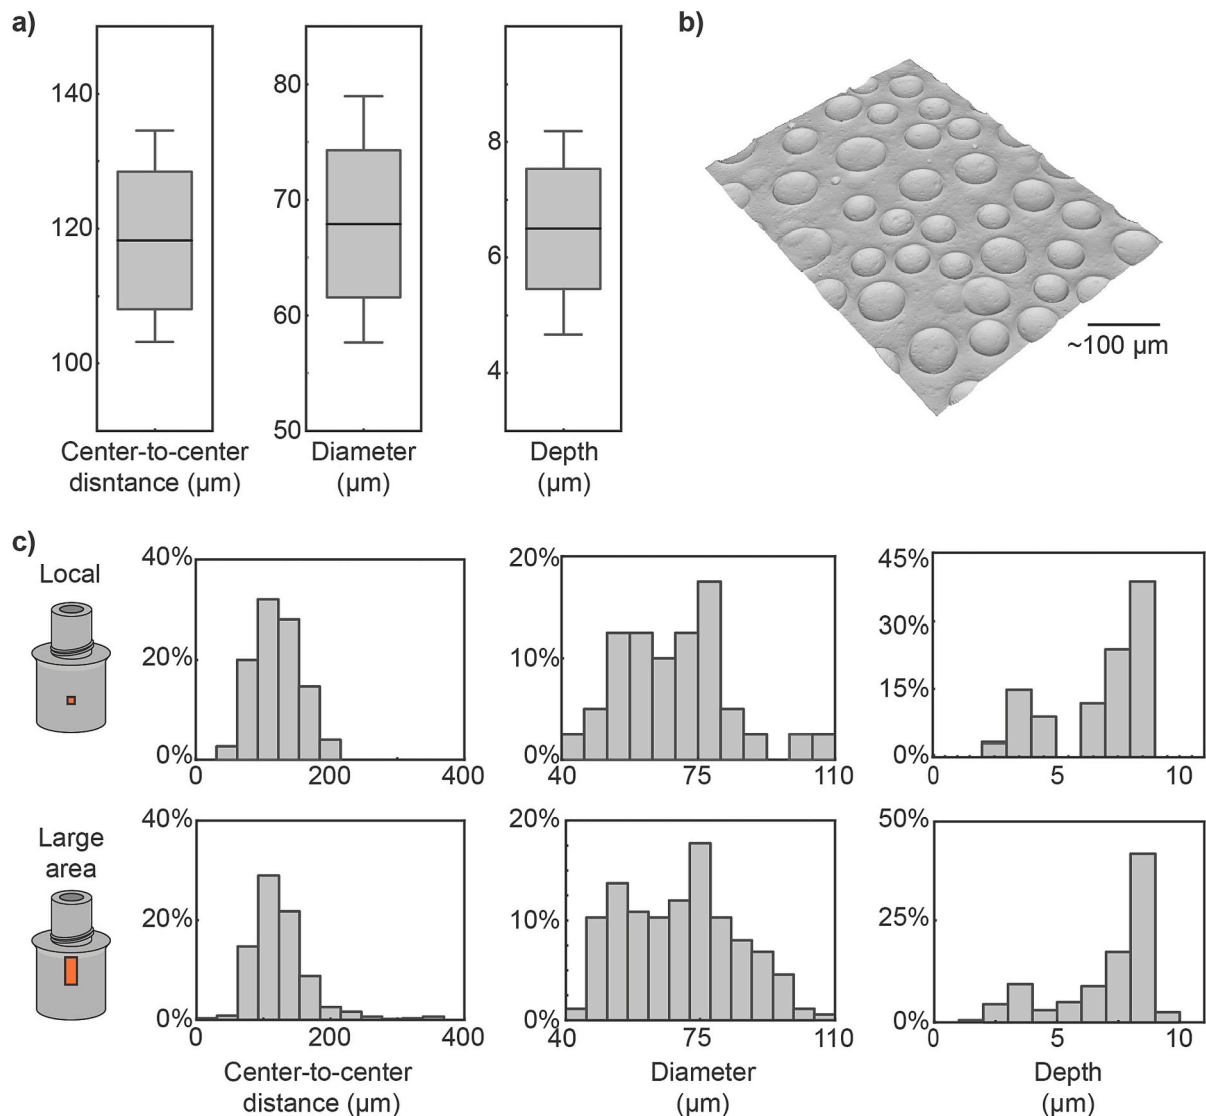 a)
140
120
100
Center-to-center
disntance (µm)
80
70
60
50
Diameter
(µm)
8
6
4
Depth
(µm)
b)
~100 µm
c)
Local
40%
20%
0%
0
200
400
20%
10%
0%
40
75
110
45%
30%
15%
0%
0
5
10
Large
area
40%
20%
0%
0
200
400
Center-to-center
distance (µm)
20%
10%
0%
40
75
110
Diameter
(µm)
50%
25%
0%
0
5
10
Depth
(µm)